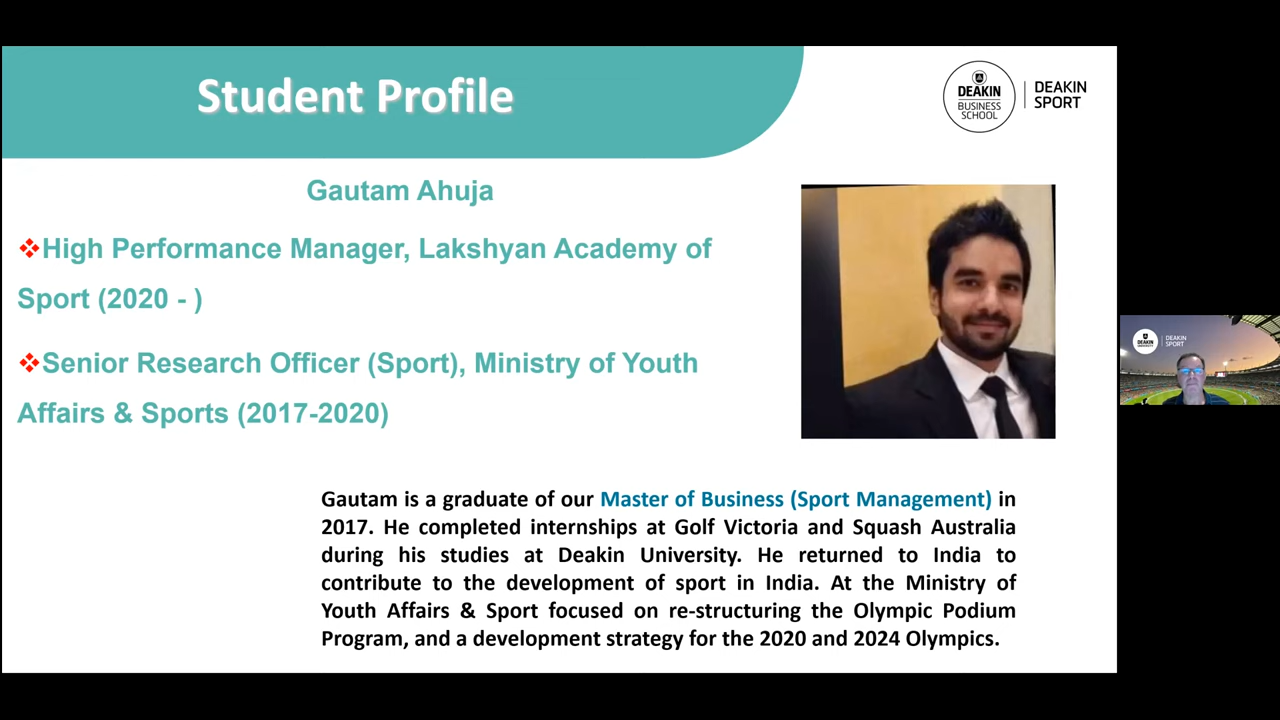 Student Profile
DEAKIN
BUSINESS
SCHOOL
DEAKIN
SPORT
Gautam Ahuja
❖High Performance Manager, Lakshyan Academy of
Sport (2020 - )
❖Senior Research Officer (Sport), Ministry of Youth
Affairs & Sports (2017-2020)
DEAKIN
DEAKIN
SPORT
Gautam is a graduate of our Master of Business (Sport Management) in
2017. He completed internships at Golf Victoria and Squash Australia
during his studies at Deakin University. He returned to India to
contribute to the development of sport in India. At the Ministry of
Youth Affairs & Sport focused on re-structuring the Olympic Podium
Program, and a development strategy for the 2020 and 2024 Olympics.